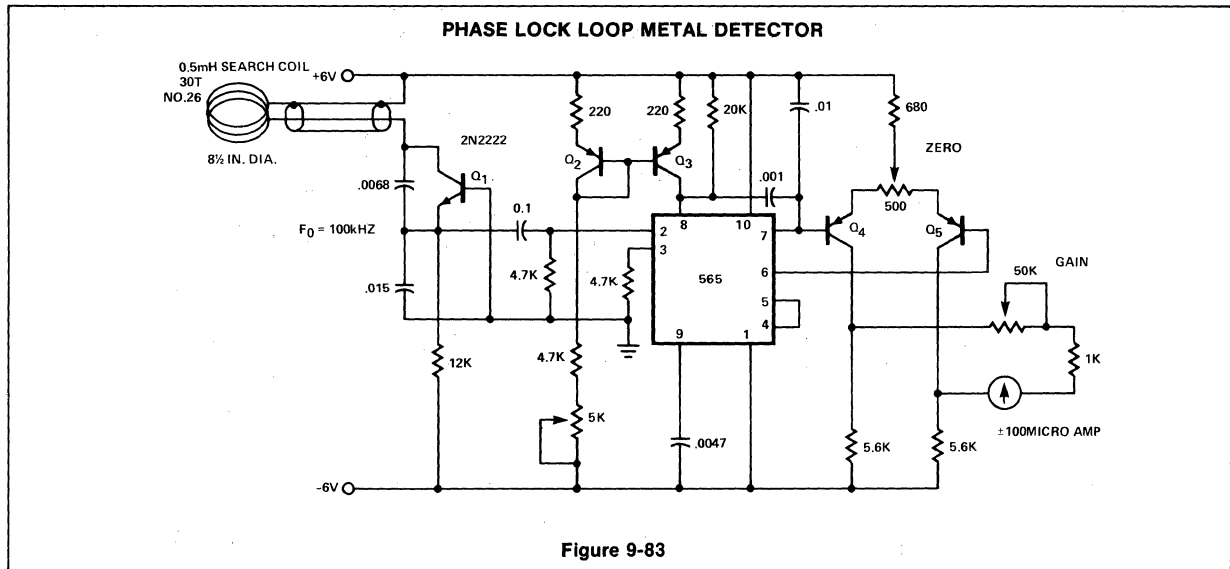 PHASE LOCK LOOP METAL DETECTOR
0.5mH SEARCH COIL
30T
NO.26
8½ IN. DIA.
+6V
2N2222
Q1
.0068
F0 = 100kHZ
.015
12K
0.1
4.7K
4.7K
220
220
20K
.01
680
Q2
Q3
.001
ZERO
500
Q4
Q5
2
3
8
10
7
6
5
4
9
1
565
GAIN
50K
1K
±100MICRO AMP
4.7K
5K
.0047
5.6K
5.6K
-6V
Figure 9-83